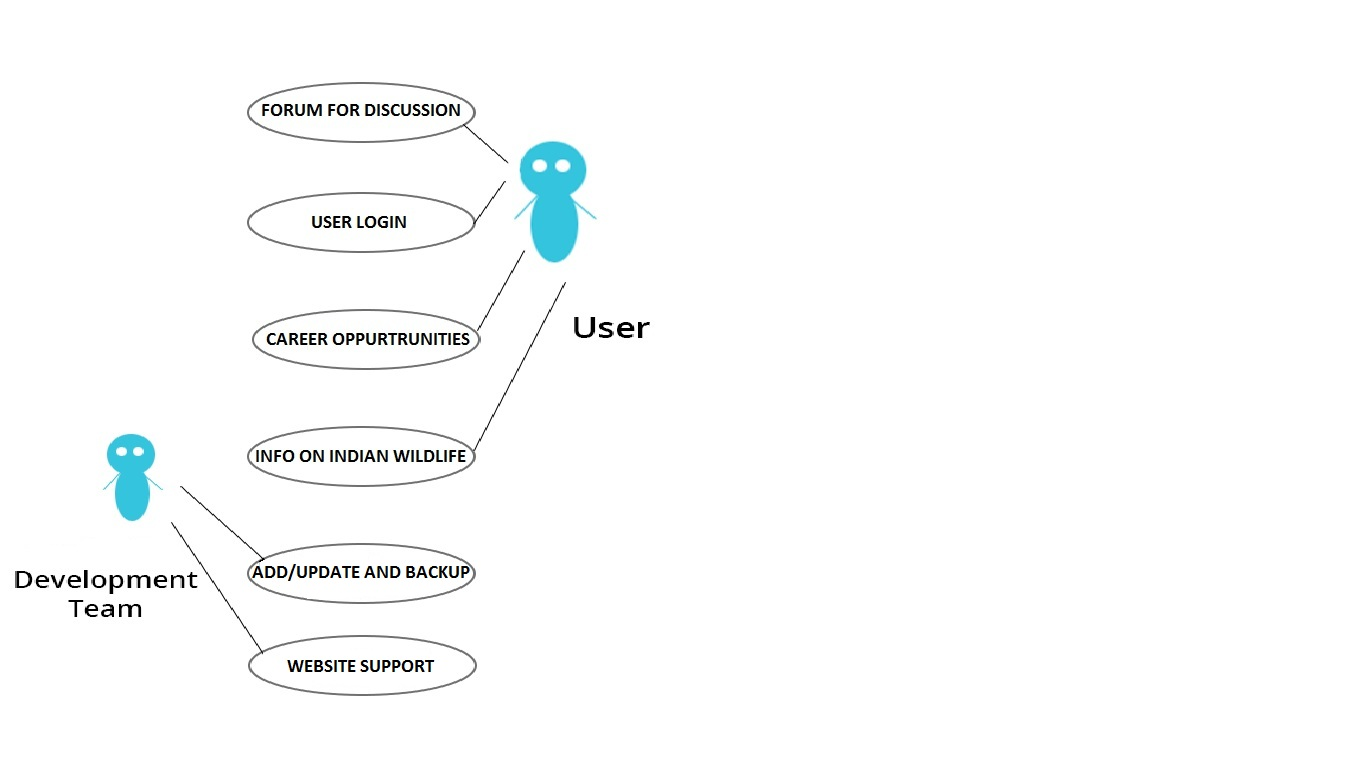 FORUM FOR DISCUSSION
USER LOGIN
CAREER OPPURTRUNITIES
User
INFO ON INDIAN WILDLIFE
ADD/UPDATE AND BACKUP
Development
Team
WEBSITE SUPPORT